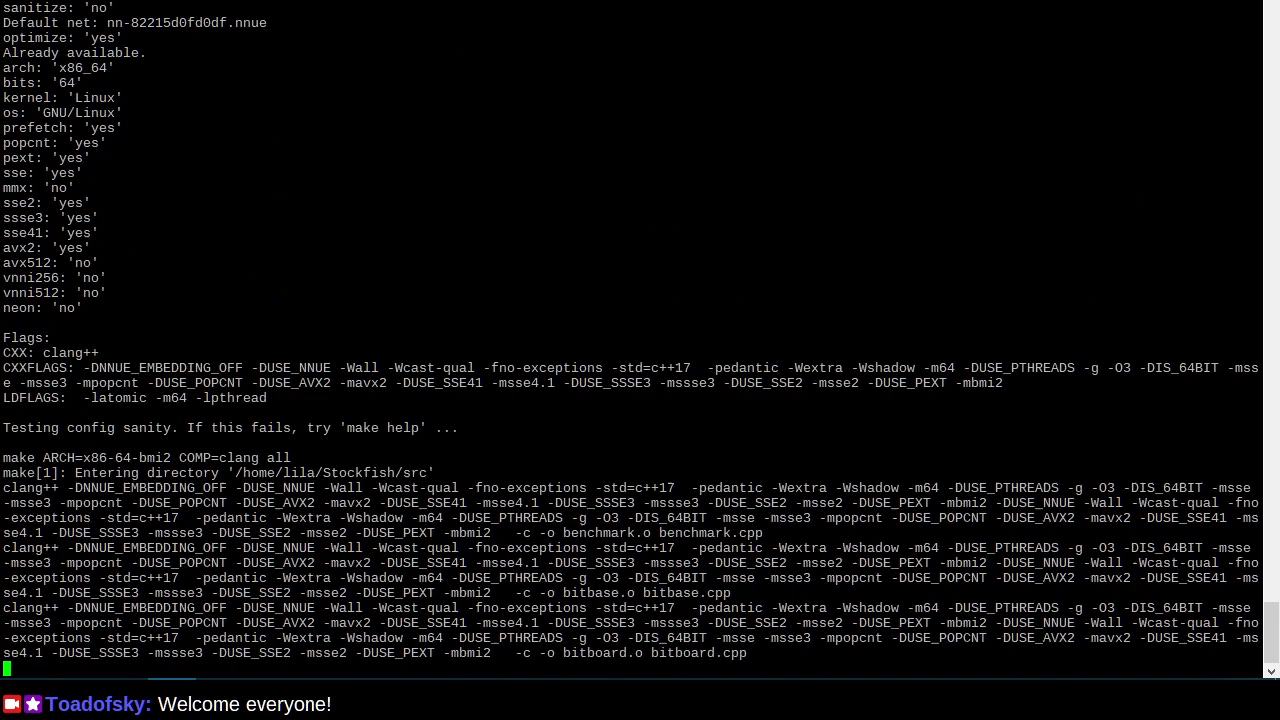 sanitize: 'no'
Default net: nn-82215d0fd0df.nnue
optimize: 'yes'
Already available.
arch: 'x86_64'
bits: '64'
kernel: 'Linux'
os: 'GNU/Linux'
prefetch: 'yes'
popcnt: 'yes'
pext: 'yes'
sse: 'yes'
mmx: 'no'
sse2: 'yes'
ssse3: 'yes'
sse41: 'yes'
avx2: 'yes'
avx512: 'no'
vnni256: 'no'
vnni512: 'no'
neon: 'no'

Flags:
CXX: clang++
CXXFLAGS: -DNNUE_EMBEDDING_OFF -DUSE_NNUE -Wall -Wcast-qual -fno-exceptions -std=c++17  -pedantic -Wextra -Wshadow -m64 -DUSE_PTHREADS -g -O3 -DIS_64BIT -mss
e -msse3 -mpopcnt -DUSE_POPCNT -DUSE_AVX2 -mavx2 -DUSE_SSE41 -msse4.1 -DUSE_SSSE3 -mssse3 -DUSE_SSE2 -msse2 -DUSE_PEXT -mbmi2
LDFLAGS:  -latomic -m64 -lpthread

Testing config sanity. If this fails, try 'make help' ...

make ARCH=x86-64-bmi2 COMP=clang all
make[1]: Entering directory '/home/lila/Stockfish/src'
clang++ -DNNUE_EMBEDDING_OFF -DUSE_NNUE -Wall -Wcast-qual -fno-exceptions -std=c++17  -pedantic -Wextra -Wshadow -m64 -DUSE_PTHREADS -g -O3 -DIS_64BIT -msse
-msse3 -mpopcnt -DUSE_POPCNT -DUSE_AVX2 -mavx2 -DUSE_SSE41 -msse4.1 -DUSE_SSSE3 -mssse3 -DUSE_SSE2 -msse2 -DUSE_PEXT -mbmi2 -DUSE_NNUE -Wall -Wcast-qual -fno
-exceptions -std=c++17  -pedantic -Wextra -Wshadow -m64 -DUSE_PTHREADS -g -O3 -DIS_64BIT -msse -msse3 -mpopcnt -DUSE_POPCNT -DUSE_AVX2 -mavx2 -DUSE_SSE41 -ms
se4.1 -DUSE_SSSE3 -mssse3 -DUSE_SSE2 -msse2 -DUSE_PEXT -mbmi2   -c -o benchmark.o benchmark.cpp
clang++ -DNNUE_EMBEDDING_OFF -DUSE_NNUE -Wall -Wcast-qual -fno-exceptions -std=c++17  -pedantic -Wextra -Wshadow -m64 -DUSE_PTHREADS -g -O3 -DIS_64BIT -msse
-msse3 -mpopcnt -DUSE_POPCNT -DUSE_AVX2 -mavx2 -DUSE_SSE41 -msse4.1 -DUSE_SSSE3 -mssse3 -DUSE_SSE2 -msse2 -DUSE_PEXT -mbmi2 -DUSE_NNUE -Wall -Wcast-qual -fno
-exceptions -std=c++17  -pedantic -Wextra -Wshadow -m64 -DUSE_PTHREADS -g -O3 -DIS_64BIT -msse -msse3 -mpopcnt -DUSE_POPCNT -DUSE_AVX2 -mavx2 -DUSE_SSE41 -ms
se4.1 -DUSE_SSSE3 -mssse3 -DUSE_SSE2 -msse2 -DUSE_PEXT -mbmi2   -c -o bitbase.o bitbase.cpp
clang++ -DNNUE_EMBEDDING_OFF -DUSE_NNUE -Wall -Wcast-qual -fno-exceptions -std=c++17  -pedantic -Wextra -Wshadow -m64 -DUSE_PTHREADS -g -O3 -DIS_64BIT -msse
-msse3 -mpopcnt -DUSE_POPCNT -DUSE_AVX2 -mavx2 -DUSE_SSE41 -msse4.1 -DUSE_SSSE3 -mssse3 -DUSE_SSE2 -msse2 -DUSE_PEXT -mbmi2 -DUSE_NNUE -Wall -Wcast-qual -fno
-exceptions -std=c++17  -pedantic -Wextra -Wshadow -m64 -DUSE_PTHREADS -g -O3 -DIS_64BIT -msse -msse3 -mpopcnt -DUSE_POPCNT -DUSE_AVX2 -mavx2 -DUSE_SSE41 -ms
se4.1 -DUSE_SSSE3 -mssse3 -DUSE_SSE2 -msse2 -DUSE_PEXT -mbmi2   -c -o bitboard.o bitboard.cpp
Toadofsky: Welcome everyone!